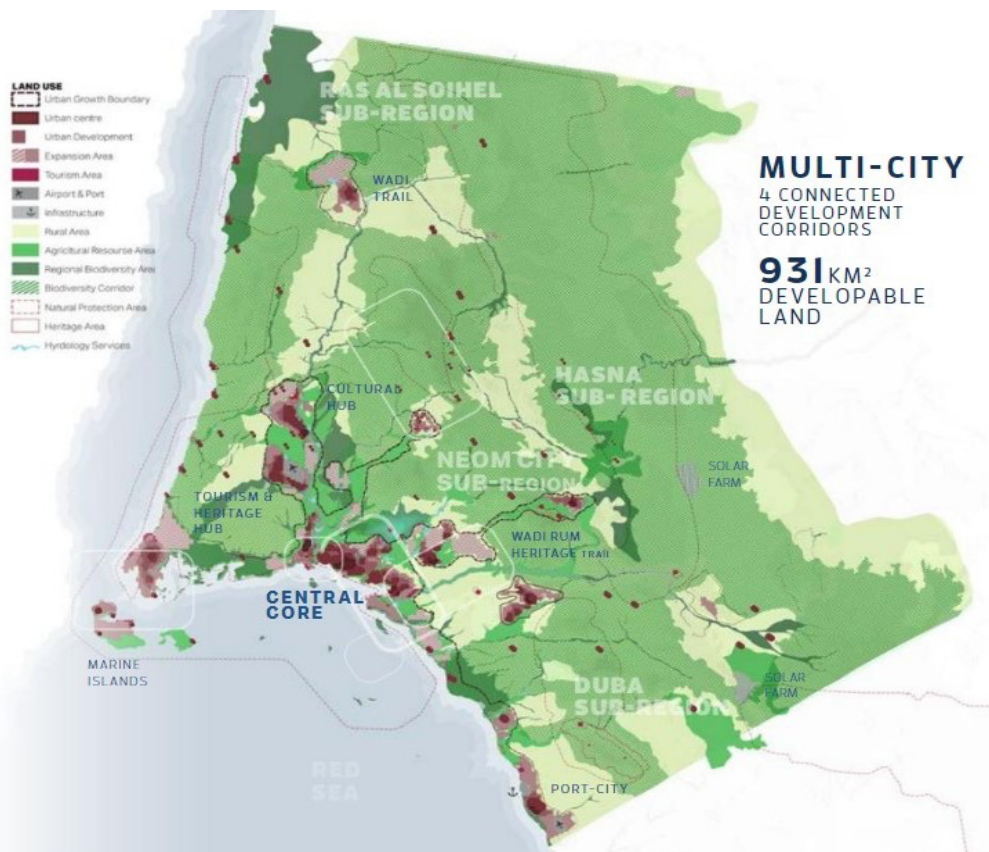 LAND USE
Urban Growth Boundary
Urban centre
Urban Development
Expansion Area
Tourism Area
Airport & Port
Infrastructure
Rural Area
Agricltural Resourse Area
Regional Biodiversity Area
Biodiversity Corridor
Natural Protection Area
Heritage Area
Hyrdology Services
RAS AL SOIHEL
SUB-REGION
WADI
TRAIL
MULTI-CITY
4 CONNECTED
DEVELOPMENT
CORRIDORS
931 KM²
DEVELOPABLE
LAND
HASNA
SUB-REGION
CULTURAL
HUB
NEOM CITY
SUB-REGION
SOLAR
FARM
TOURISM &
HERITAGE
HUB
WADI RUM
HERITAGE TRAIL
CENTRAL
CORE
MARINE
ISLANDS
DUBA
SUB-REGION
SOLAR
FARM
RED
SEA
PORT-CITY